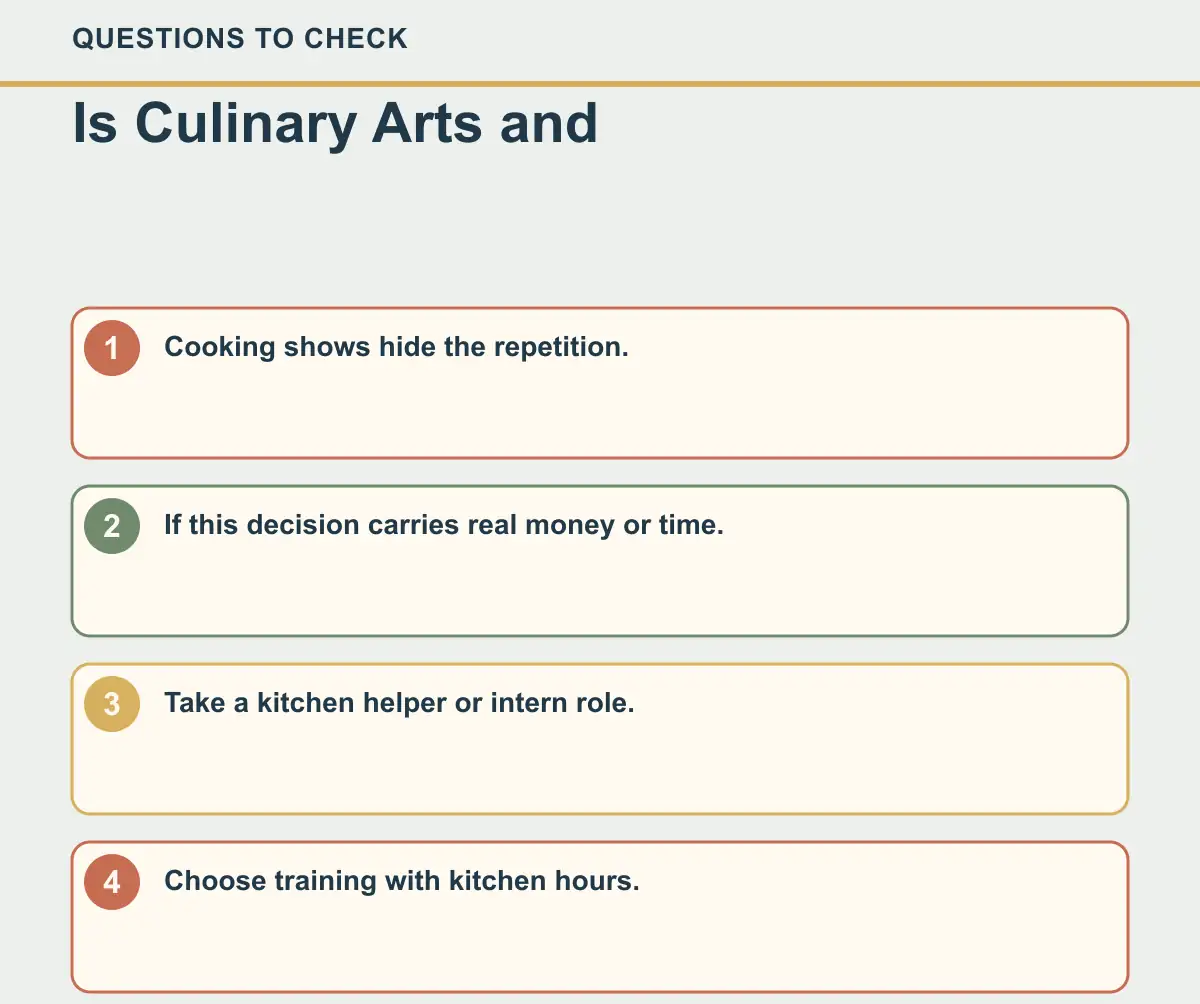 QUESTIONS TO CHECK
Is Culinary Arts and
1 Cooking shows hide the repetition.
2 If this decision carries real money or time.
3 Take a kitchen helper or intern role.
4 Choose training with kitchen hours.